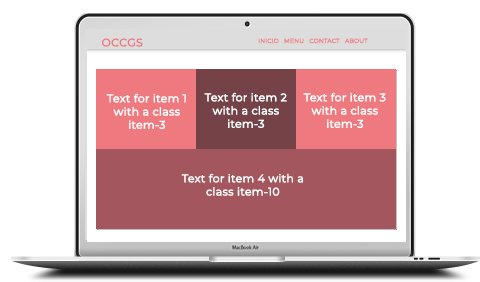 OCCGS
INICIO MENU CONTACT ABOUT
Text for item 1
with a class
item-3
Text for item 2
with a class
item-3
Text for item 3
with a class
item-3
Text for item 4 with a
class item-10
MacBook Air